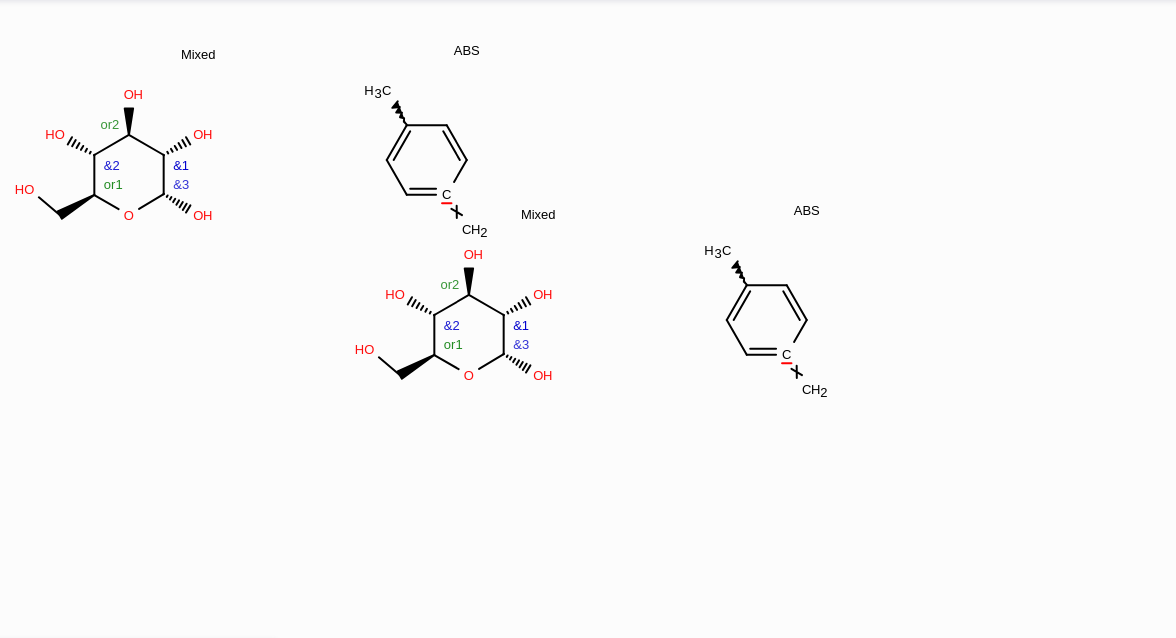 Mixed
OH
or2
HO
OH
&2
&1
or1
&3
HO
O
OH
ABS
H3C
C
CH2
Mixed
OH
or2
HO
OH
&2
&1
or1
&3
HO
O
OH
ABS
H3C
C
CH2